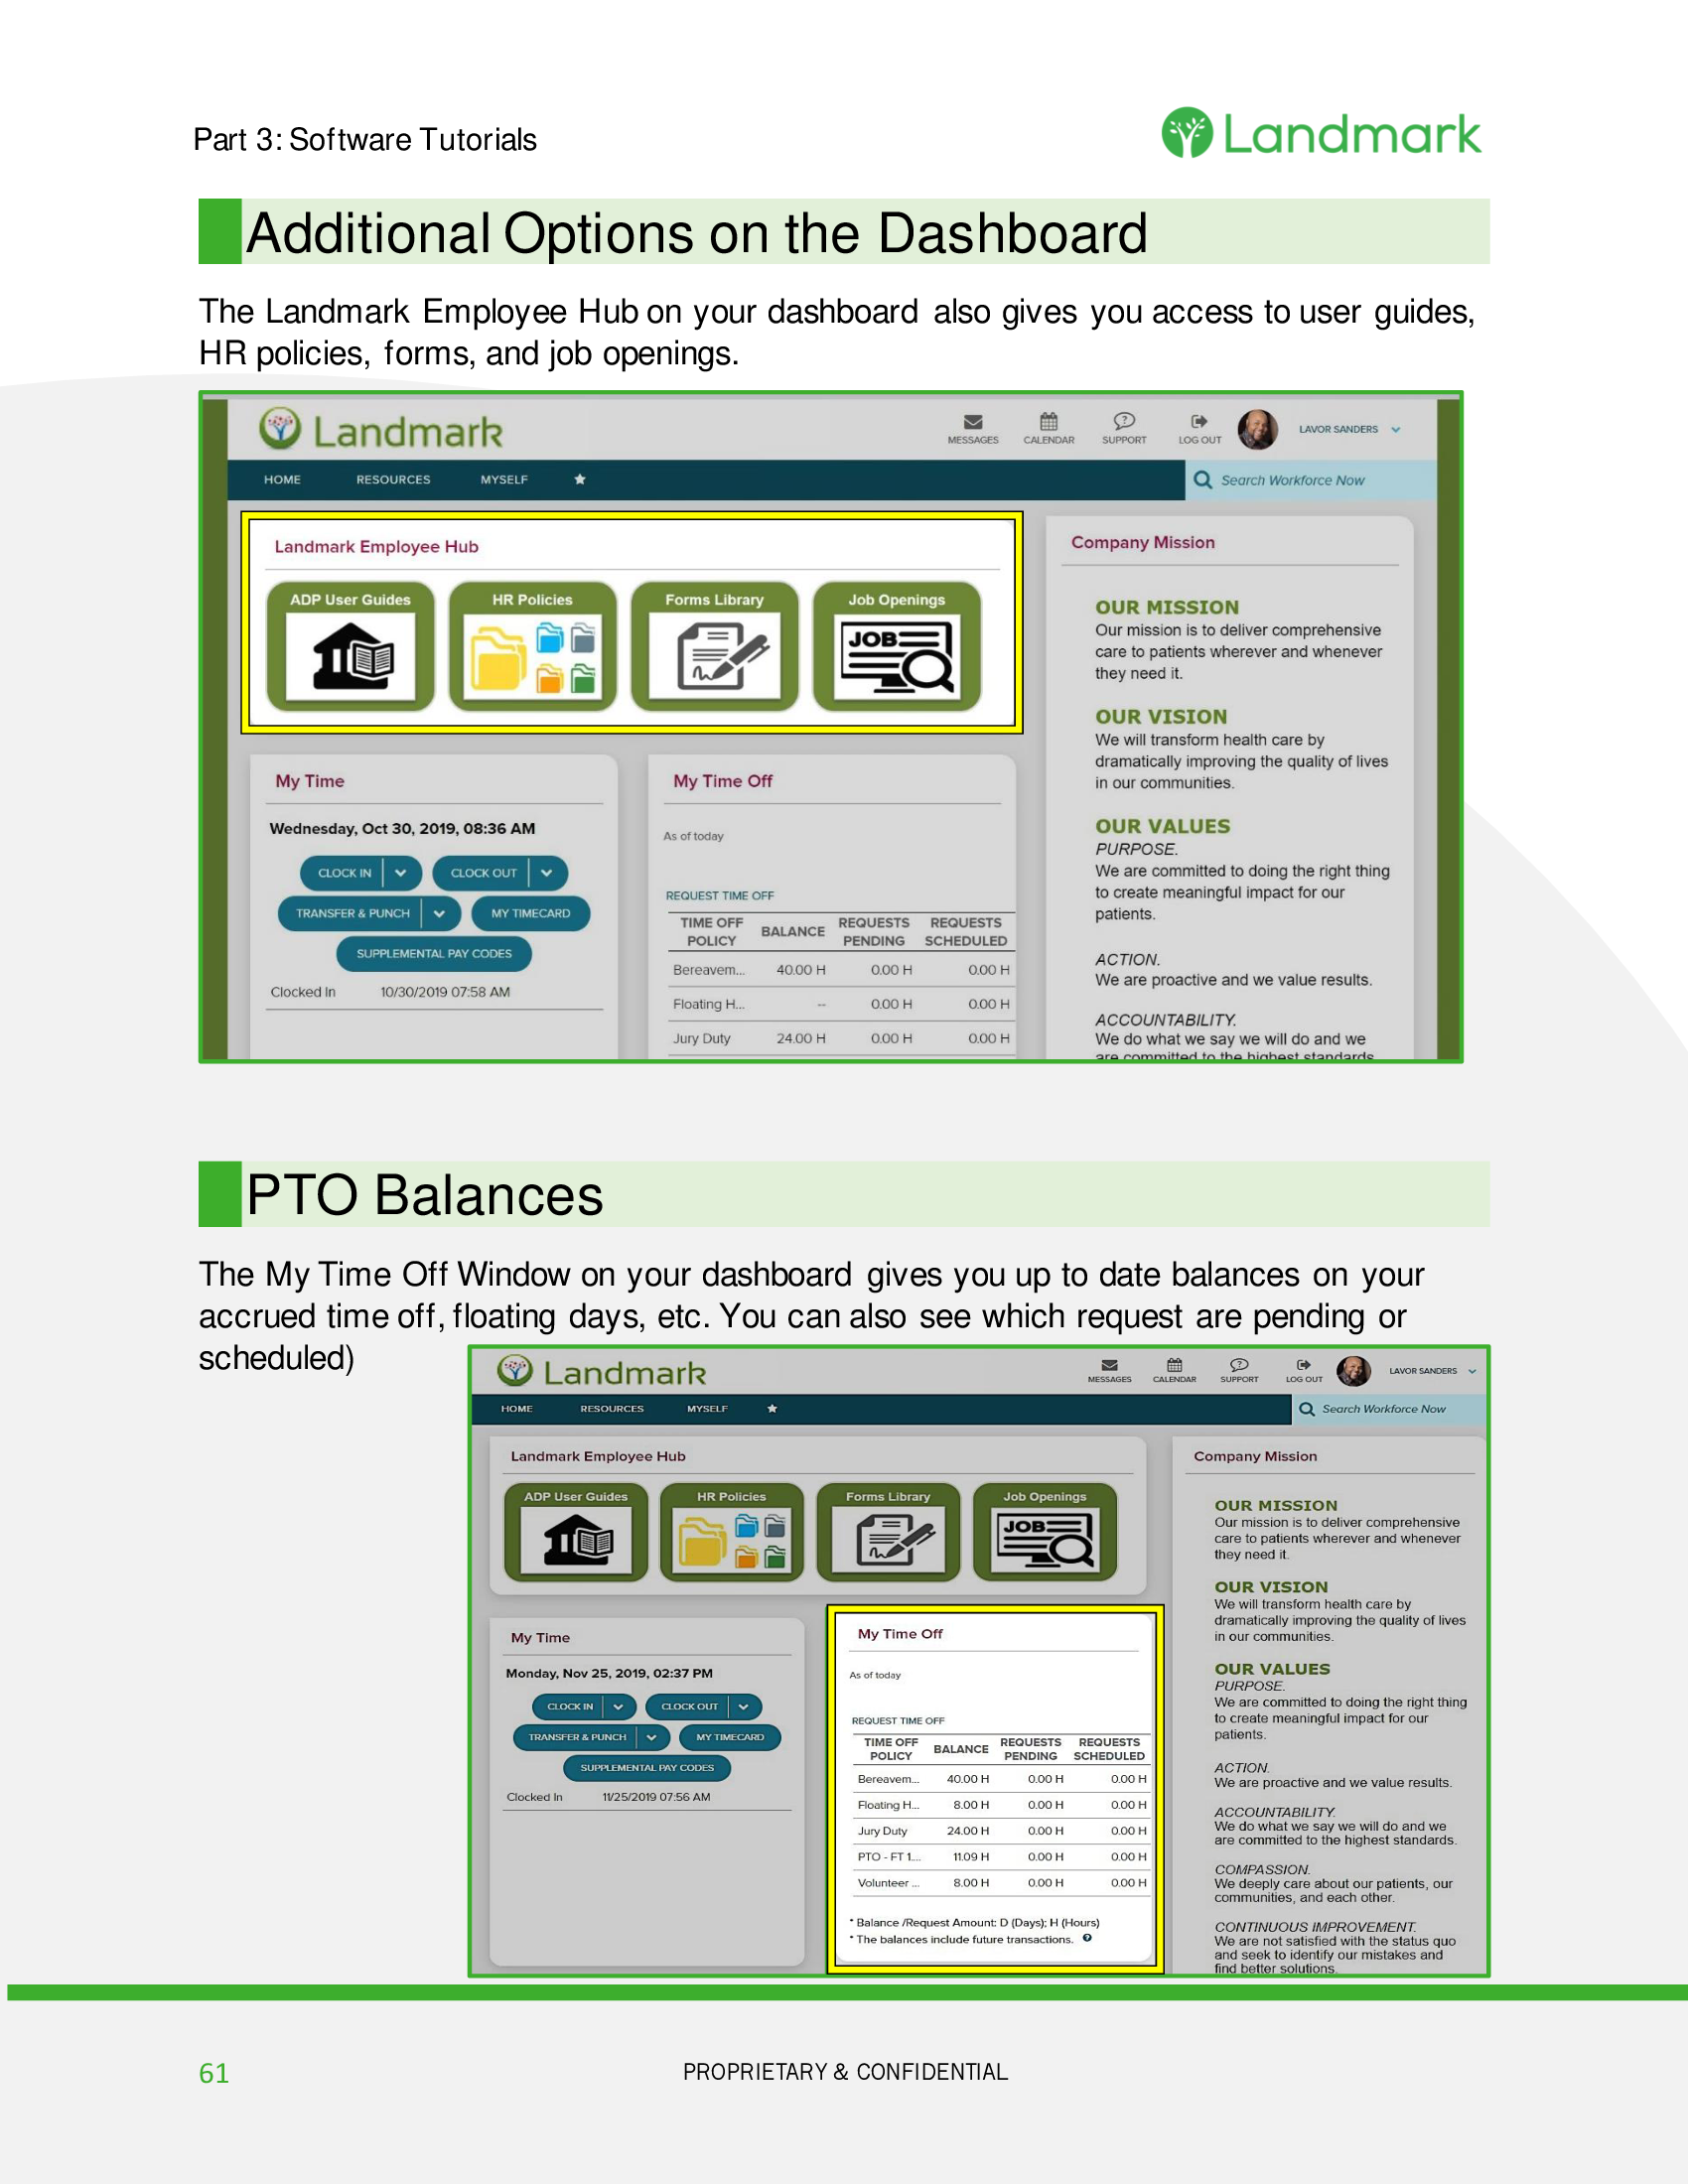 Part 3: Software Tutorials
Landmark
Additional Options on the Dashboard
The Landmark Employee Hub on your dashboard also gives you access to user guides,
HR policies, forms, and job openings.
Landmark
MESSAGES CALENDAR SUPPORT LOG OUT LAVOR SANDERS
HOME RESOURCES MYSELF Search Workforce Now
Landmark Employee Hub
ADP User Guides HR Policies Forms Library Job Openings
JOB
My Time
Wednesday, Oct 30, 2019, 08:36 AM
CLOCK IN CLOCK OUT
TRANSFER & PUNCH MY TIMECARD
SUPPLEMENTAL PAY CODES
Clocked In 10/30/2019 07:58 AM
My Time Off
As of today
REQUEST TIME OFF
TIME OFF POLICY BALANCE REQUESTS PENDING REQUESTS SCHEDULED
Bereavem... 40.00 H 0.00 H 0.00 H
Floating H... -- 0.00 H 0.00 H
Jury Duty 24.00 H 0.00 H 0.00 H
Company Mission
OUR MISSION
Our mission is to deliver comprehensive
care to patients wherever and whenever
they need it.
OUR VISION
We will transform health care by
dramatically improving the quality of lives
in our communities.
OUR VALUES
PURPOSE.
We are committed to doing the right thing
to create meaningful impact for our
patients.
ACTION.
We are proactive and we value results.
ACCOUNTABILITY.
We do what we say we will do and we
are committed to the highest standards
PTO Balances
The My Time Off Window on your dashboard gives you up to date balances on your
accrued time off, floating days, etc. You can also see which request are pending or
scheduled)
Landmark
MESSAGES CALENDAR SUPPORT LOG OUT LAVOR SANDERS
HOME RESOURCES MYSELF Search Workforce Now
Landmark Employee Hub
ADP User Guides HR Policies Forms Library Job Openings
JOB
My Time
Monday, Nov 25, 2019, 02:37 PM
CLOCK IN CLOCK OUT
TRANSFER & PUNCH MY TIMECARD
SUPPLEMENTAL PAY CODES
Clocked In 11/25/2019 07:56 AM
My Time Off
As of today
REQUEST TIME OFF
TIME OFF POLICY BALANCE REQUESTS PENDING REQUESTS SCHEDULED
Bereavem... 40.00 H 0.00 H 0.00 H
Floating H... 8.00 H 0.00 H 0.00 H
Jury Duty 24.00 H 0.00 H 0.00 H
PTO - FT 1... 11.09 H 0.00 H 0.00 H
Volunteer ... 8.00 H 0.00 H 0.00 H
* Balance /Request Amount: D (Days); H (Hours)
* The balances include future transactions.
Company Mission
OUR MISSION
Our mission is to deliver comprehensive
care to patients wherever and whenever
they need it.
OUR VISION
We will transform health care by
dramatically improving the quality of lives
in our communities.
OUR VALUES
PURPOSE.
We are committed to doing the right thing
to create meaningful impact for our
patients.
ACTION.
We are proactive and we value results.
ACCOUNTABILITY.
We do what we say we will do and we
are committed to the highest standards.
COMPASSION.
We deeply care about our patients, our
communities, and each other.
CONTINUOUS IMPROVEMENT.
We are not satisfied with the status quo
and seek to identify our mistakes and
find better solutions.
61
PROPRIETARY & CONFIDENTIAL